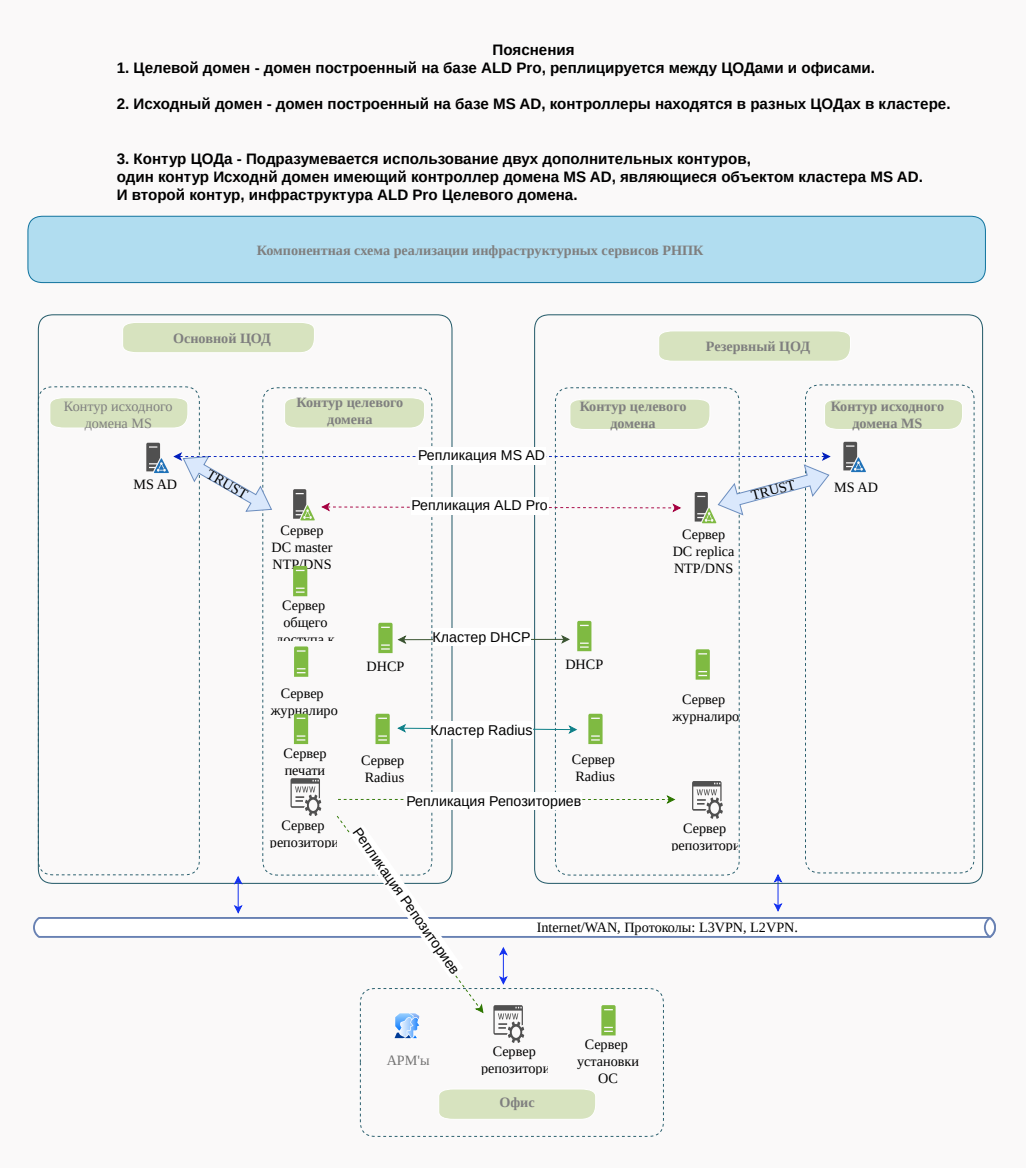 Пояснения
1. Целевой домен - домен построенный на базе ALD Pro, реплицируется между ЦОДами и офисами.
2. Исходный домен - домен построенный на базе MS AD, контроллеры находятся в разных ЦОДах в кластере.
3. Контур ЦОДа - Подразумевается использование двух дополнительных контуров,
один контур Исходнй домен имеющий контроллер домена MS AD, являющиеся объектом кластера MS AD.
И второй контур, инфраструктура ALD Pro Целевого домена.
Компонентная схема реализации инфраструктурных сервисов РНПК
Основной ЦОД
Резервный ЦОД
Контур исходного
домена MS
Контур целевого
домена
Контур целевого
домена
Контур исходного
домена MS
Репликация MS AD
MS AD
TRUST
TRUST
MS AD
Репликация ALD Pro
Сервер
DC master
NTP/DNS
Сервер
DC replica
NTP/DNS
Сервер
общего
доступа к
Кластер DHCP
DHCP
DHCP
Сервер
журналиро
Сервер
журналиро
Кластер Radius
Сервер
печати
Сервер
Radius
Сервер
Radius
Репликация Репозиториев
Сервер
репозитори
Сервер
репозитори
Репликация Репозиториев
Internet/WAN, Протоколы: L3VPN, L2VPN.
АРМ'ы
Сервер
репозитори
Сервер
установки
ОС
Офис